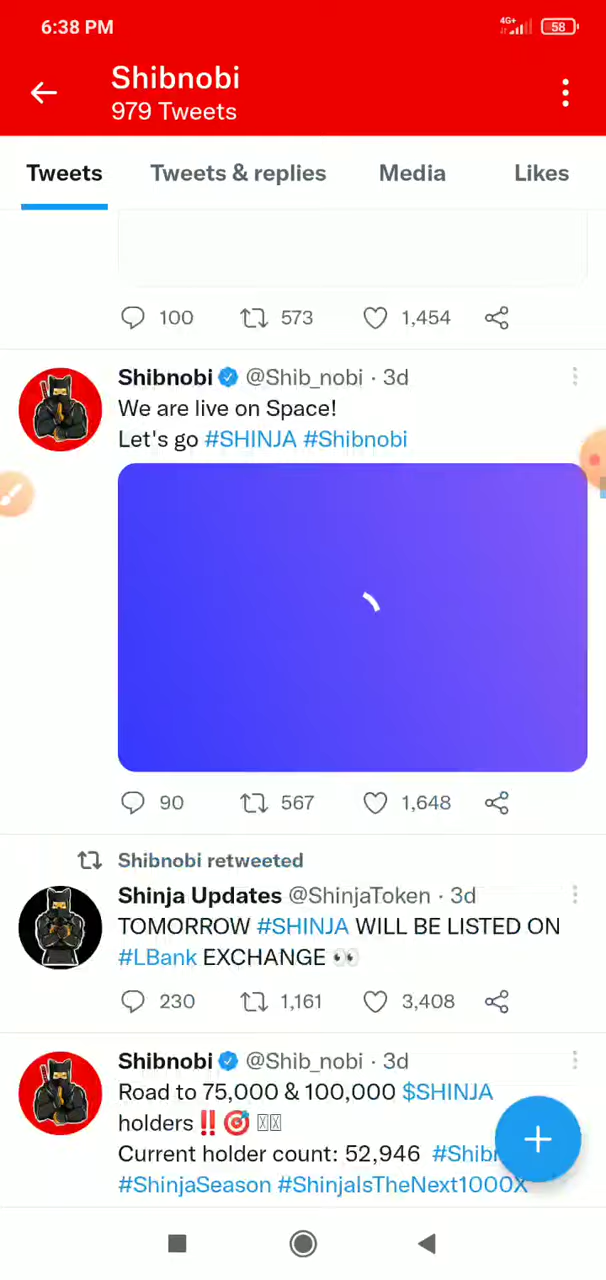 6:38 PM
4G+
58
Shibnobi
979 Tweets
Tweets
Tweets & replies
Media
Likes
100
573
1,454
Shibnobi @Shib_nobi · 3d
We are live on Space!
Let's go #SHINJA #Shibnobi
90
567
1,648
Shibnobi retweeted
Shinja Updates @ShinjaToken · 3d
TOMORROW #SHINJA WILL BE LISTED ON
#LBank EXCHANGE 👀
230
1,161
3,408
Shibnobi @Shib_nobi · 3d
Road to 75,000 & 100,000 $SHINJA
holders ‼️🎯
Current holder count: 52,946
#ShinjaSeason #ShinjaIsTheNext1000X